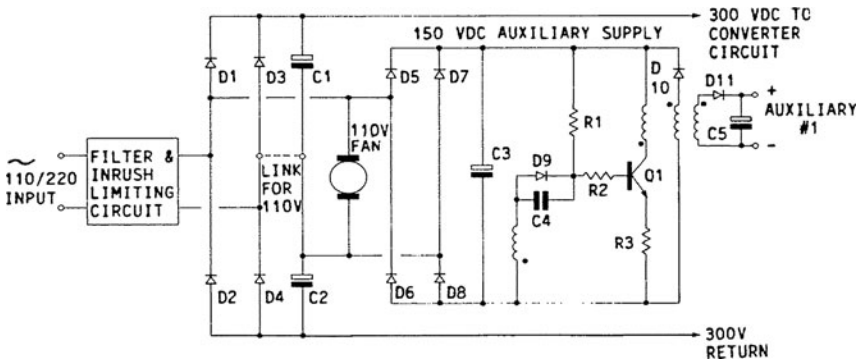 300 VDC TO
CONVERTER
CIRCUIT
150 VDC AUXILIARY SUPPLY
D1
D3
C1
D5
D7
D
10
D11
+
AUXILIARY
#1
-
C5
R1
110V
FAN
~
110/220
INPUT
FILTER &
INRUSH
LIMITING
CIRCUIT
LINK
FOR
110V
C3
D9
C4
R2
Q1
R3
D2
D4
C2
D6
D8
300V
RETURN